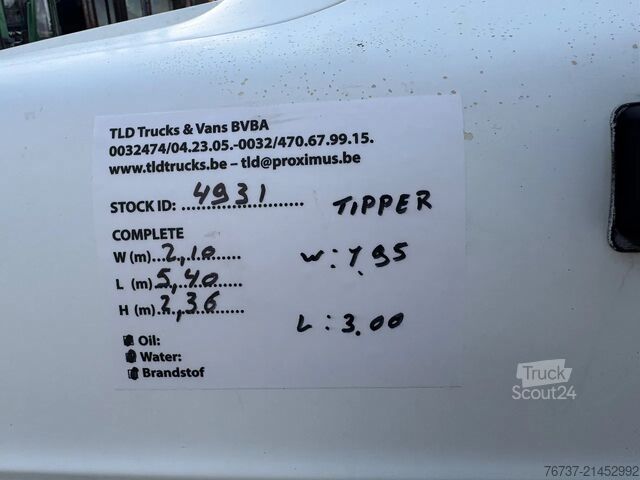 TLD Trucks & Vans BVBA
0032474/04.23.05.-0032/470.67.99.15.
www.tldtrucks.be – tld@proximus.be
STOCK ID: 4931
TIPPER
COMPLETE
W (m) 2,10
W: 1,95
L (m) 5,40
H (m) 2,36
L: 3.00
Oil:
Water:
Brandstof
Truck
Scout24
76737-21452992